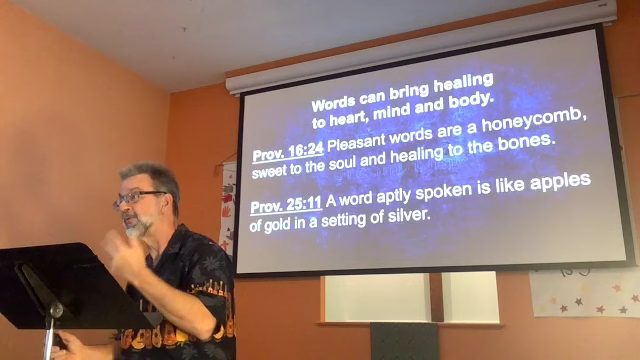 Words can bring healing
to heart, mind and body.
Prov. 16:24 Pleasant words are a honeycomb,
sweet to the soul and healing to the bones.
Prov. 25:11 A word aptly spoken is like apples
of gold in a setting of silver.